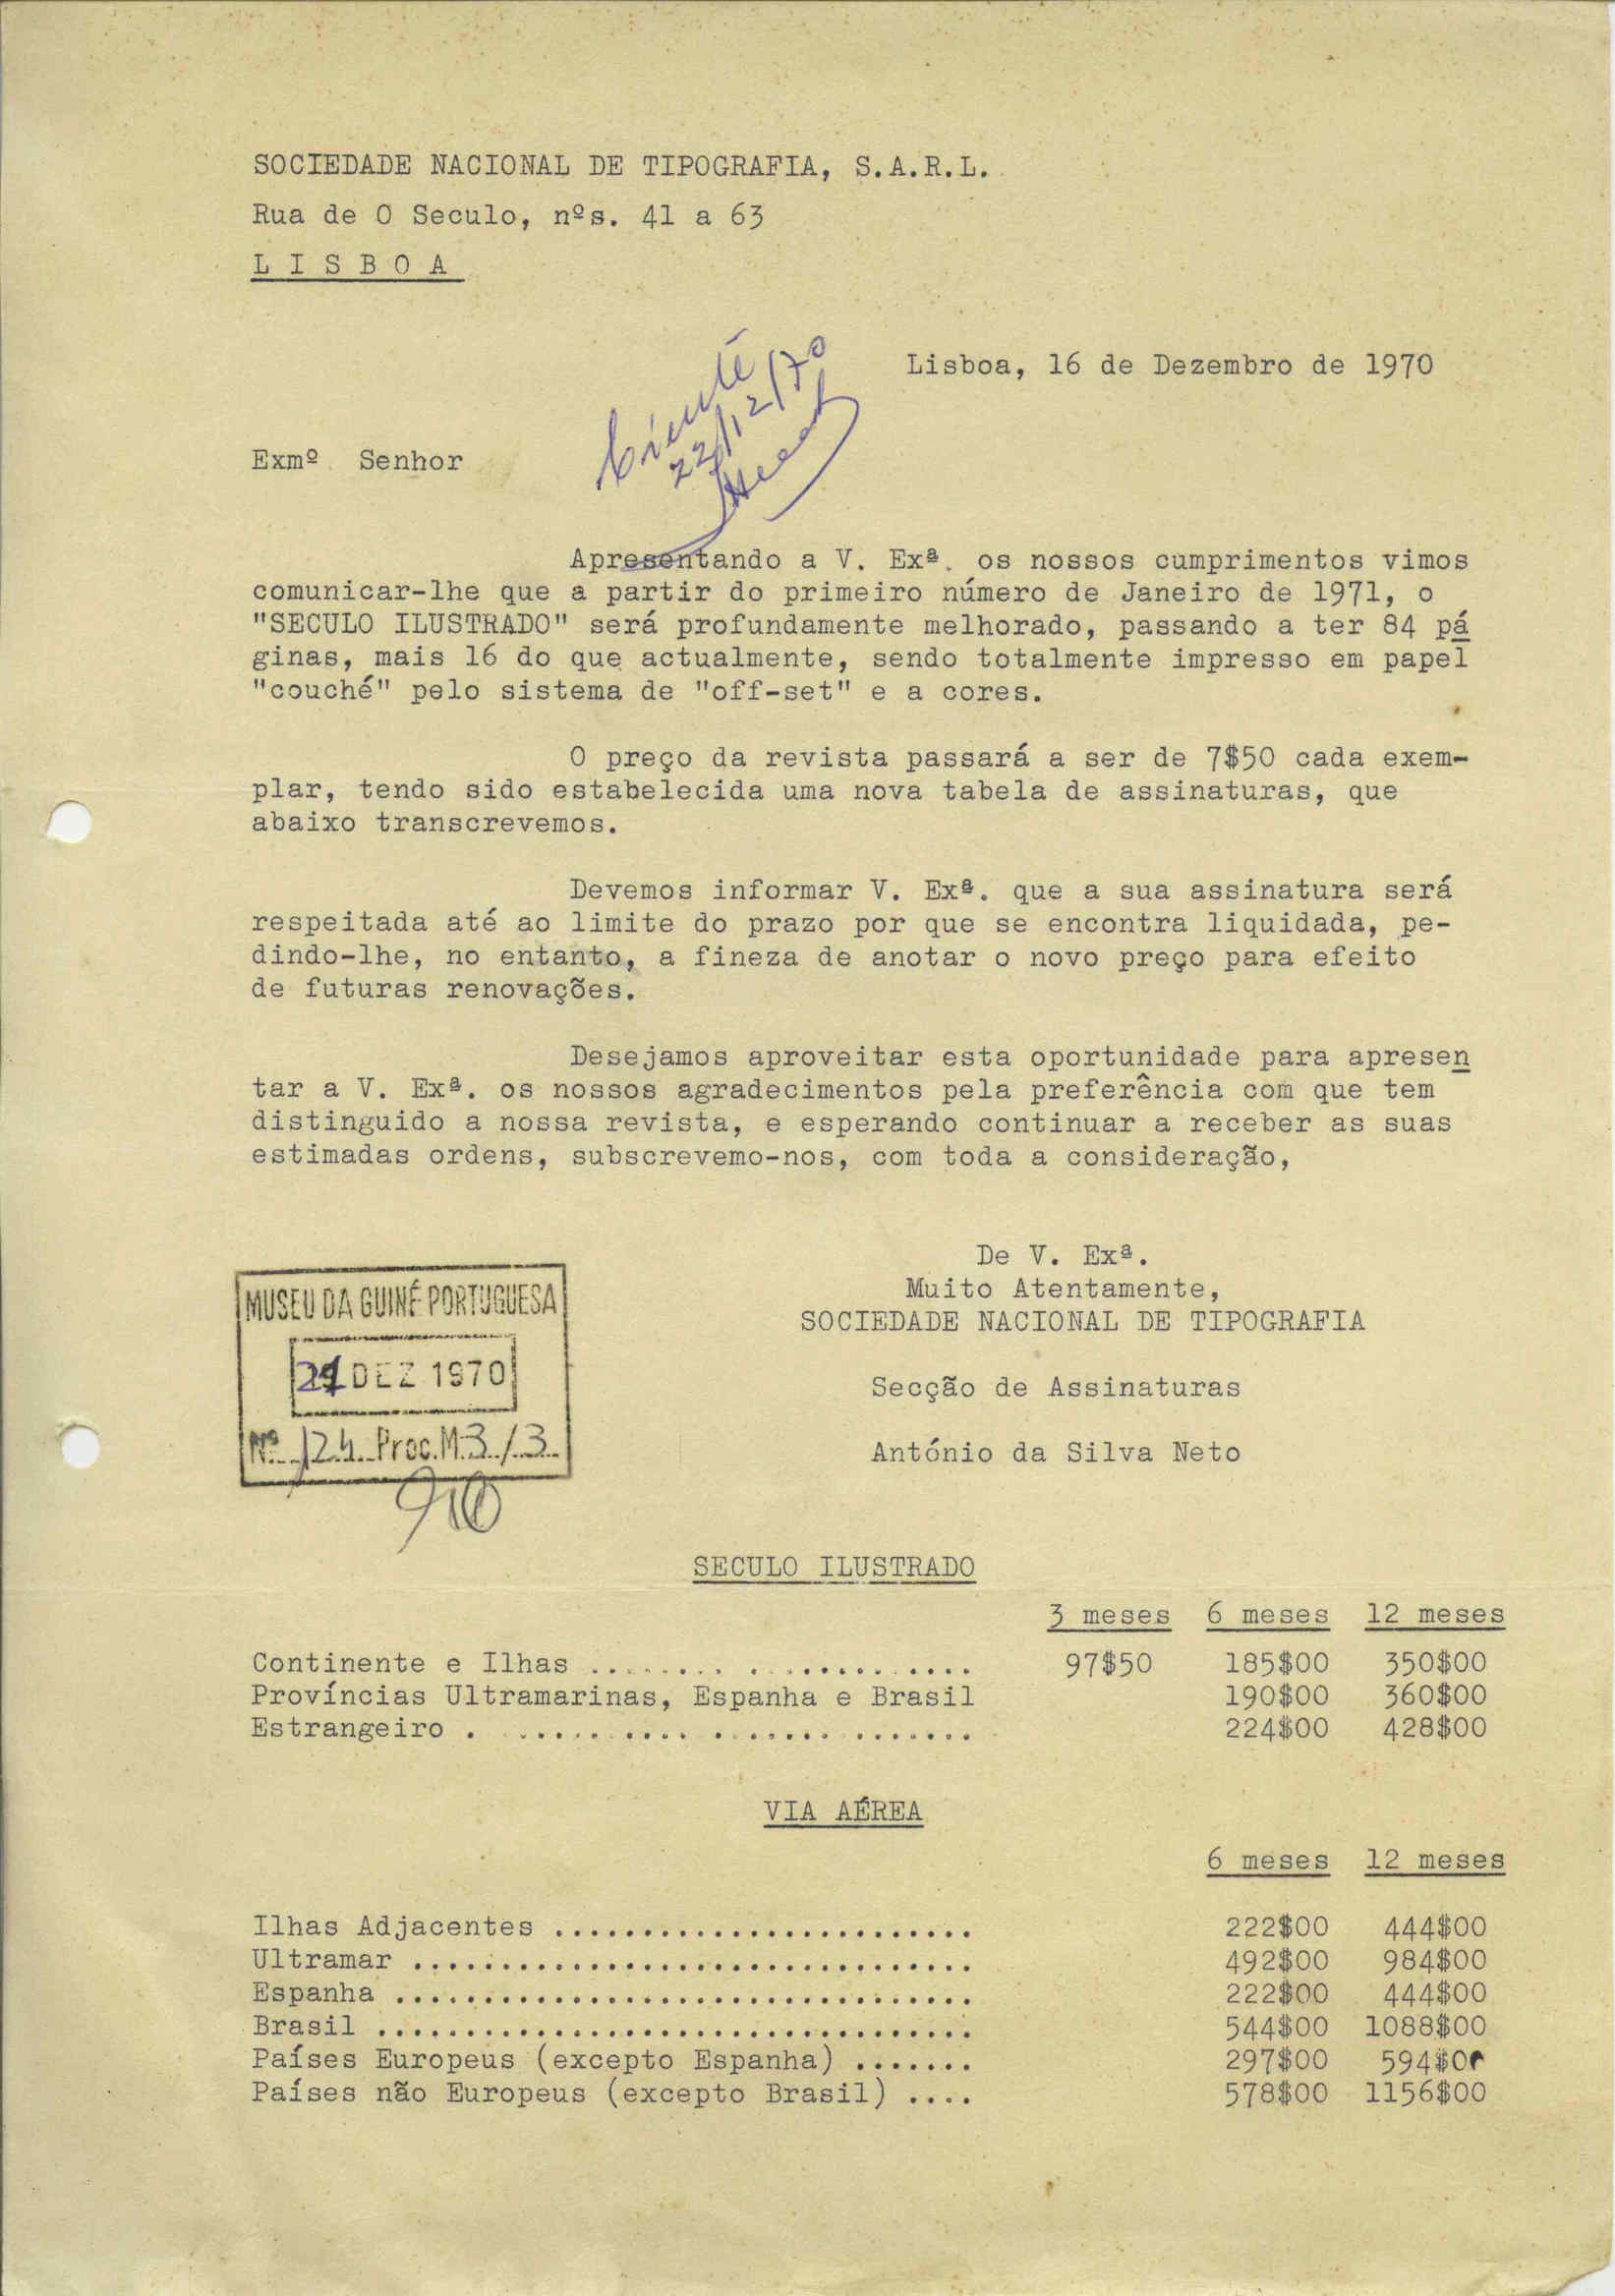 SOCIEDADE NACIONAL DE TIPOGRAFIA, S.A.R.L.
Rua de O Seculo, nºs. 41 a 63
L I S B O A
Lisboa, 16 de Dezembro de 1970
Ciente
22/12/70
Exmº Senhor
Apresentando a V. Exª. os nossos cumprimentos vimos
comunicar-lhe que a partir do primeiro número de Janeiro de 1971, o
"SECULO ILUSTRADO" será profundamente melhorado, passando a ter 84 pá
ginas, mais 16 do que actualmente, sendo totalmente impresso em papel
"couché" pelo sistema de "off-set" e a cores.
O preço da revista passará a ser de 7$50 cada exem-
plar, tendo sido estabelecida uma nova tabela de assinaturas, que
abaixo transcrevemos.
Devemos informar V. Exª. que a sua assinatura será
respeitada até ao limite do prazo por que se encontra liquidada, pe-
dindo-lhe, no entanto, a fineza de anotar o novo preço para efeito
de futuras renovações.
Desejamos aproveitar esta oportunidade para apresen
tar a V. Exª. os nossos agradecimentos pela preferência com que tem
distinguido a nossa revista, e esperando continuar a receber as suas
estimadas ordens, subscrevemo-nos, com toda a consideração,
De V. Exª.
Muito Atentamente,
SOCIEDADE NACIONAL DE TIPOGRAFIA
Secção de Assinaturas
António da Silva Neto
MUSEU DA GUINÉ PORTUGUESA
21 DEZ 1970
Nº 124 Proc. M.3/3
SECULO ILUSTRADO
3 meses 6 meses 12 meses
Continente e Ilhas ........ ............. 97$50 185$00 350$00
Províncias Ultramarinas, Espanha e Brasil 190$00 360$00
Estrangeiro . .......... ....... ....... 224$00 428$00
VIA AÉREA
6 meses 12 meses
Ilhas Adjacentes ........................ 222$00 444$00
Ultramar ................................ 492$00 984$00
Espanha ................................. 222$00 444$00
Brasil .................................. 544$00 1088$00
Países Europeus (excepto Espanha) ....... 297$00 594$00
Países não Europeus (excepto Brasil) .... 578$00 1156$00